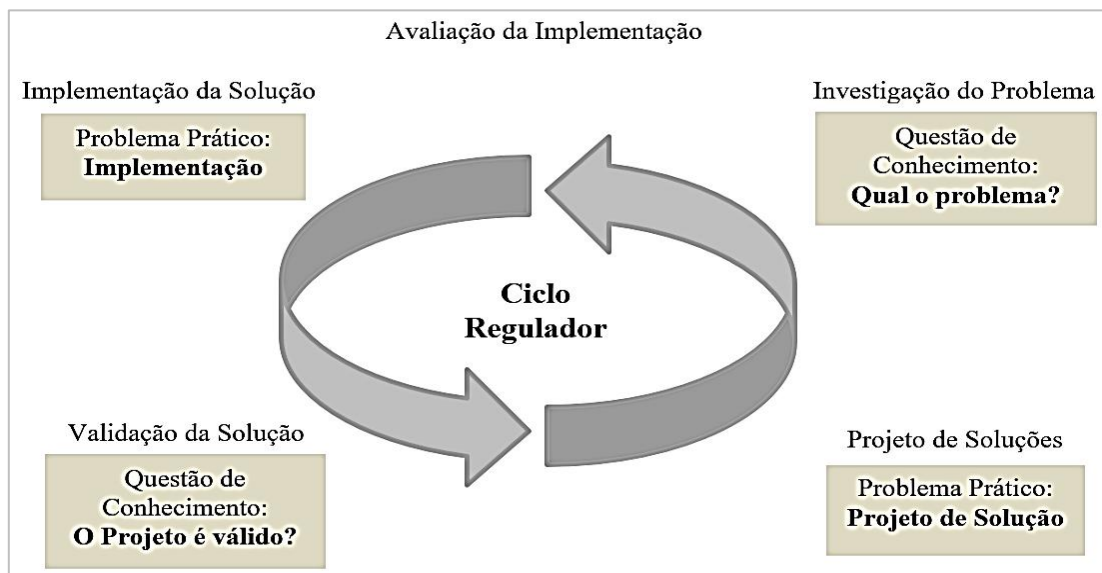 Avaliação da Implementação
Implementação da Solução
Problema Prático:
Implementação
Investigação do Problema
Questão de
Conhecimento:
Qual o problema?
Ciclo
Regulador
Validação da Solução
Questão de
Conhecimento:
O Projeto é válido?
Projeto de Soluções
Problema Prático:
Projeto de Solução